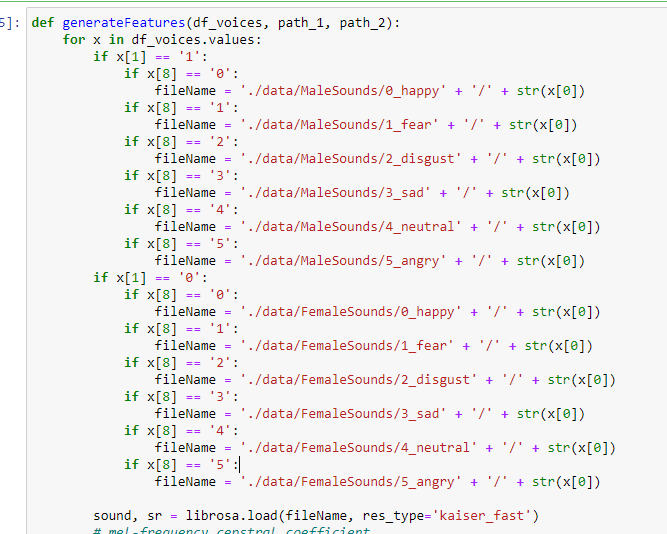 5]: def generateFeatures(df_voices, path_1, path_2):
    for x in df_voices.values:
        if x[1] == '1':
            if x[8] == '0':
                fileName = './data/MaleSounds/0_happy' + '/' + str(x[0])
            if x[8] == '1':
                fileName = './data/MaleSounds/1_fear' + '/' + str(x[0])
            if x[8] == '2':
                fileName = './data/MaleSounds/2_disgust' + '/' + str(x[0])
            if x[8] == '3':
                fileName = './data/MaleSounds/3_sad' + '/' + str(x[0])
            if x[8] == '4':
                fileName = './data/MaleSounds/4_neutral' + '/' + str(x[0])
            if x[8] == '5':
                fileName = './data/MaleSounds/5_angry' + '/' + str(x[0])
        if x[1] == '0':
            if x[8] == '0':
                fileName = './data/FemaleSounds/0_happy' + '/' + str(x[0])
            if x[8] == '1':
                fileName = './data/FemaleSounds/1_fear' + '/' + str(x[0])
            if x[8] == '2':
                fileName = './data/FemaleSounds/2_disgust' + '/' + str(x[0])
            if x[8] == '3':
                fileName = './data/FemaleSounds/3_sad' + '/' + str(x[0])
            if x[8] == '4':
                fileName = './data/FemaleSounds/4_neutral' + '/' + str(x[0])
            if x[8] == '5':
                fileName = './data/FemaleSounds/5_angry' + '/' + str(x[0])
        sound, sr = librosa.load(fileName, res_type='kaiser_fast')
        # mel-frequency cepstral coefficient